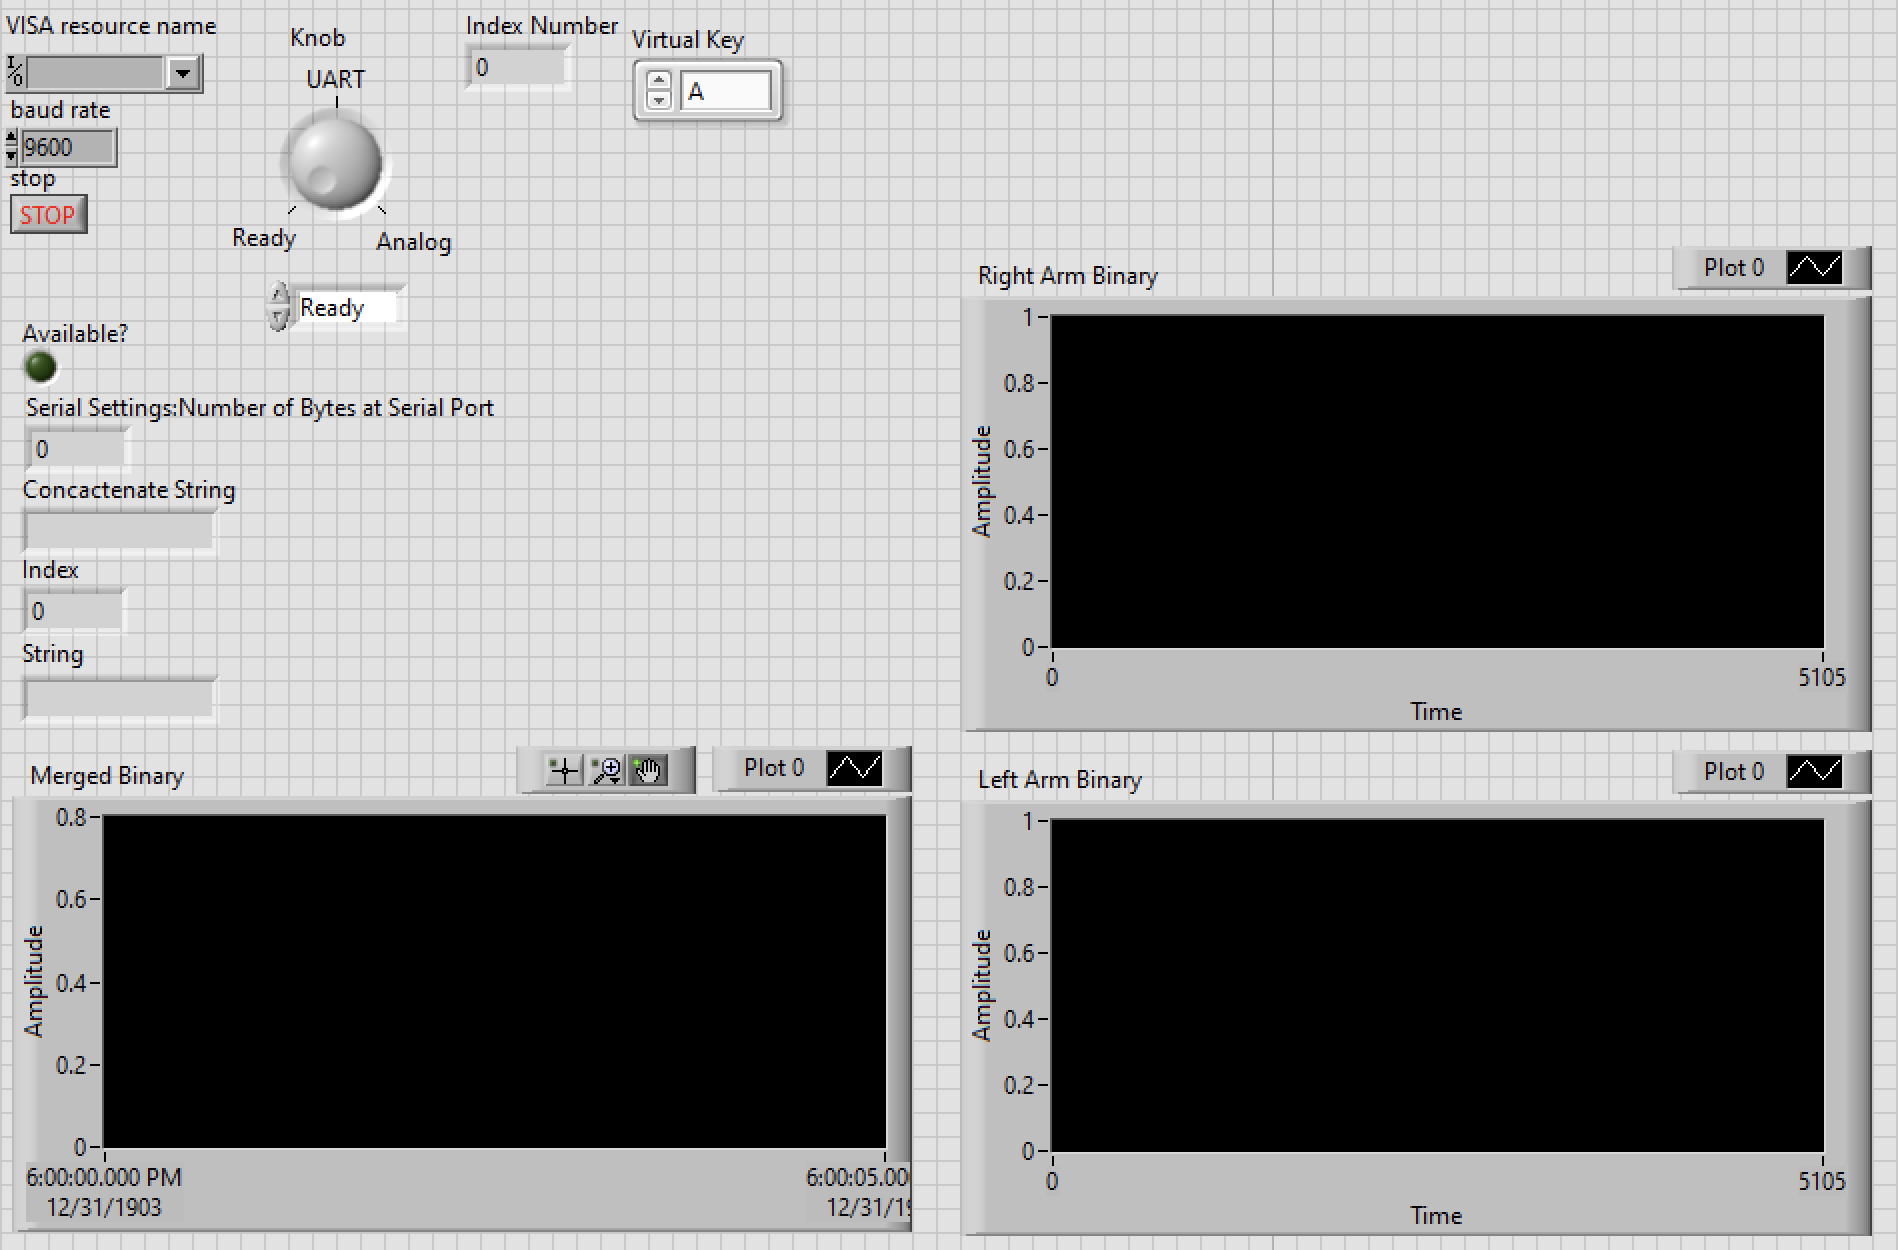 VISA resource name
I/O
baud rate
9600
stop
STOP
Knob
UART
Ready
Analog
Ready
Index Number
0
Virtual Key
A
Available?
Serial Settings:Number of Bytes at Serial Port
0
Concactenate String
Index
0
String
Right Arm Binary
Plot 0
1
0.8
0.6
0.4
0.2
0
Amplitude
0
5105
Time
Merged Binary
Plot 0
0.8
0.6
0.4
0.2
0
Amplitude
6:00:00.000 PM
12/31/1903
6:00:05.00
12/31/19
Left Arm Binary
Plot 0
1
0.8
0.6
0.4
0.2
0
Amplitude
0
5105
Time